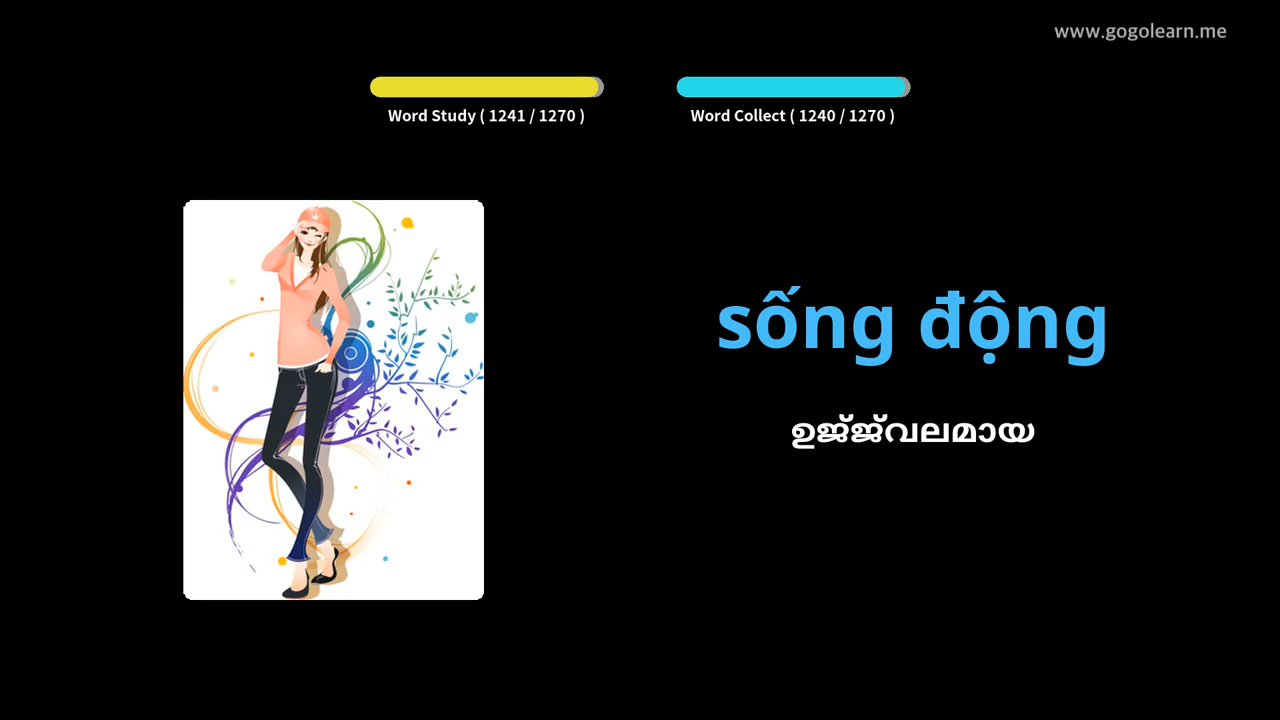 www.gogolearn.me
Word Study ( 1241 / 1270 )
Word Collect ( 1240 / 1270 )
sống động
ഉജ്ജ്വലമായ